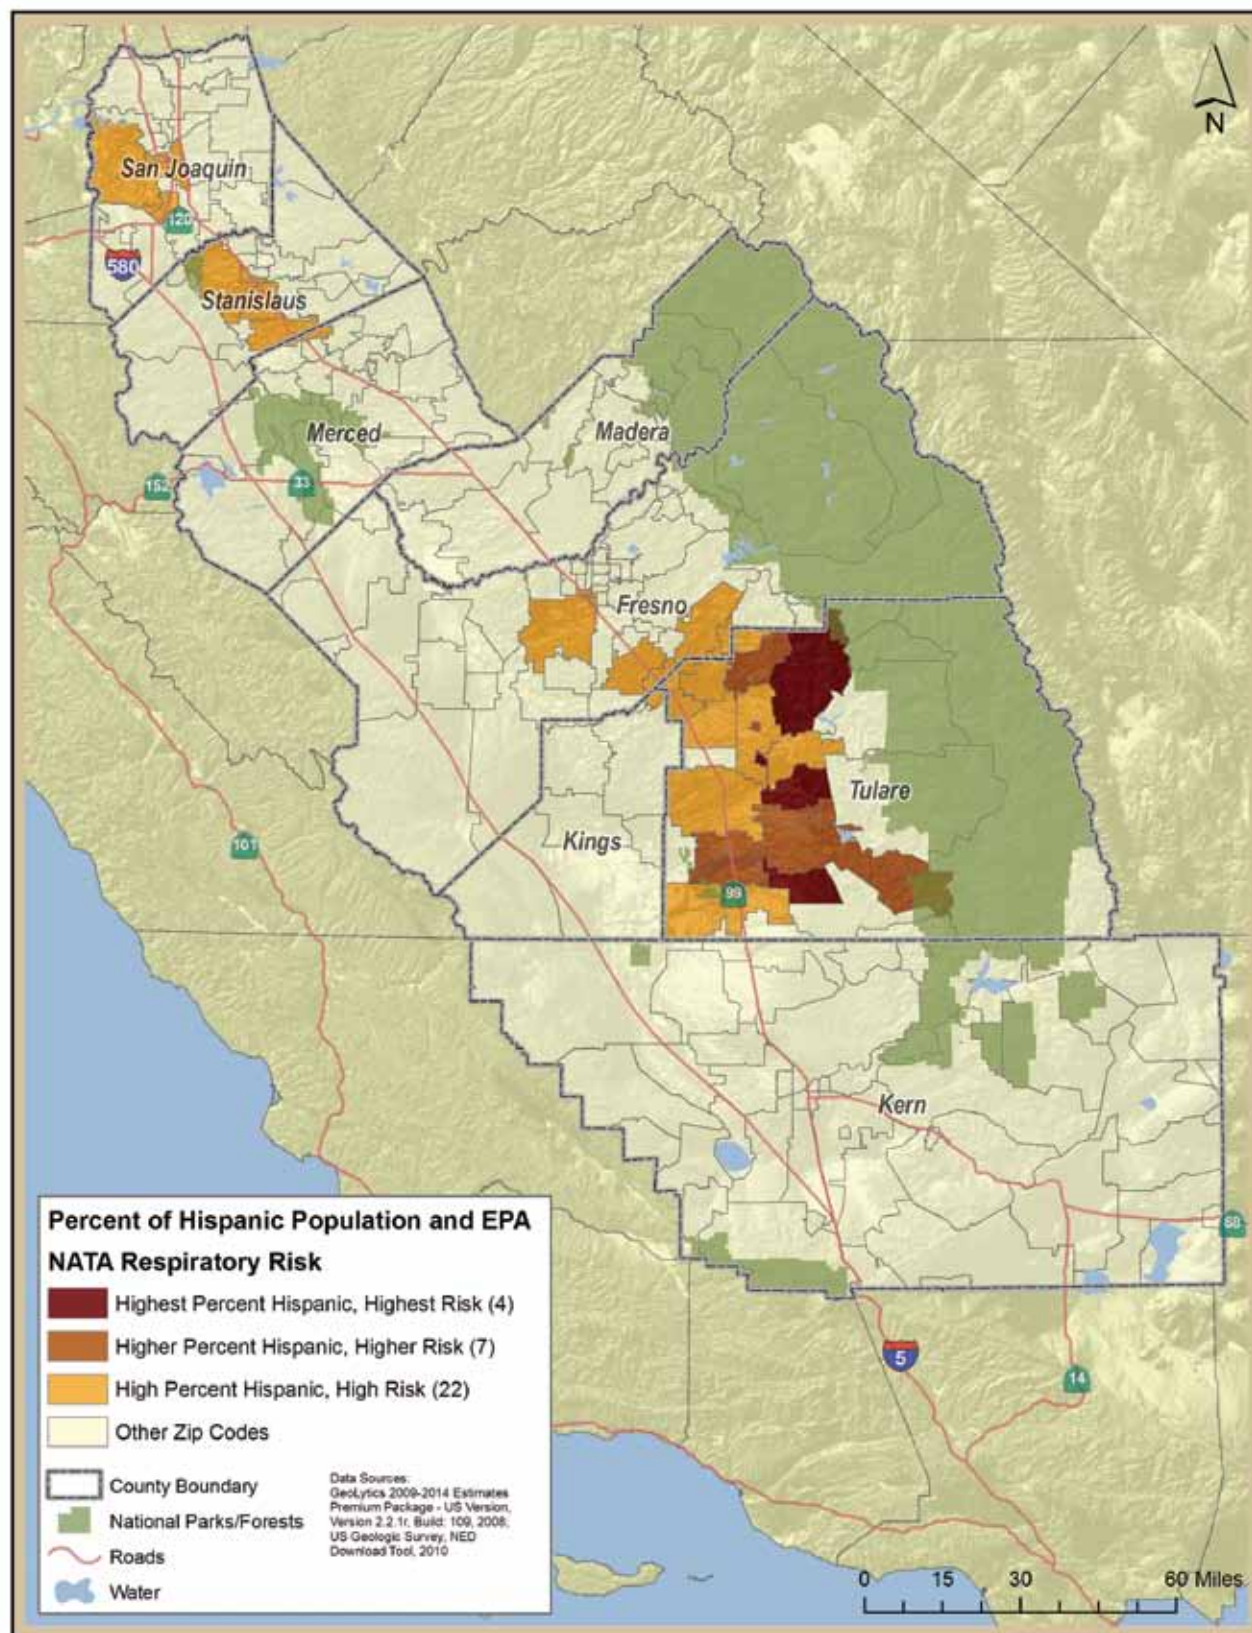 N
San Joaquin
120
580
Stanislaus
Merced
Madera
152
33
Fresno
Tulare
Kings
101
99
Kern
58
5
14
Percent of Hispanic Population and EPA
NATA Respiratory Risk
Highest Percent Hispanic, Highest Risk (4)
Higher Percent Hispanic, Higher Risk (7)
High Percent Hispanic, High Risk (22)
Other Zip Codes
County Boundary
National Parks/Forests
Roads
Water
Data Sources:
GeoLytics 2009-2014 Estimates
Premium Package - US Version,
Version 2.2.1r, Build: 109, 2008;
US Geologic Survey, NED
Download Tool, 2010
0 15 30 60 Miles